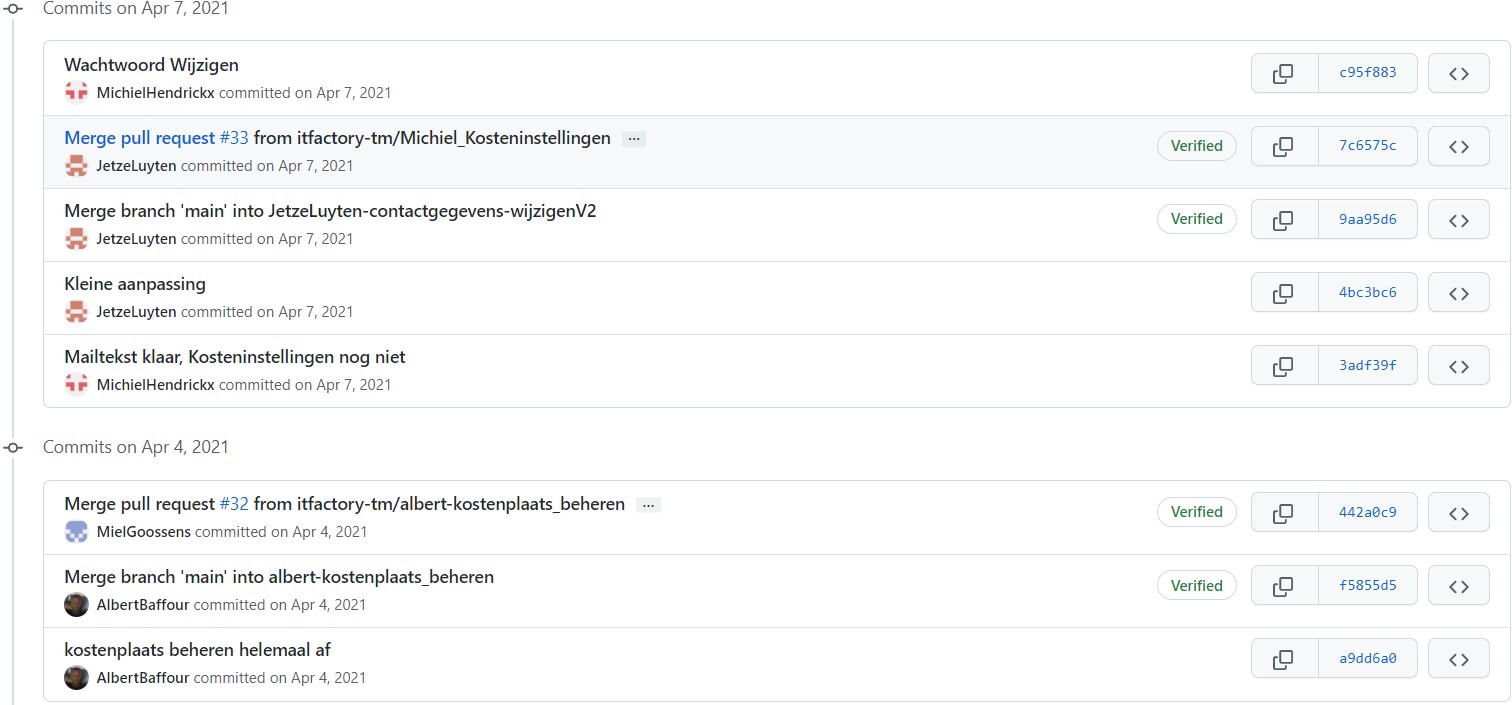 Commits on Apr 7, 2021
Wachtwoord Wijzigen
MichielHendrickx committed on Apr 7, 2021
c95f883
Merge pull request #33 from itfactory-tm/Michiel_Kosteninstellingen ...
JetzeLuyten committed on Apr 7, 2021
Verified
7c6575c
Merge branch 'main' into JetzeLuyten-contactgegevens-wijzigenV2
JetzeLuyten committed on Apr 7, 2021
Verified
9aa95d6
Kleine aanpassing
JetzeLuyten committed on Apr 7, 2021
4bc3bc6
Mailtekst klaar, Kosteninstellingen nog niet
MichielHendrickx committed on Apr 7, 2021
3adf39f
Commits on Apr 4, 2021
Merge pull request #32 from itfactory-tm/albert-kostenplaats_beheren ...
MielGoossens committed on Apr 4, 2021
Verified
442a0c9
Merge branch 'main' into albert-kostenplaats_beheren
AlbertBaffour committed on Apr 4, 2021
Verified
f5855d5
kostenplaats beheren helemaal af
AlbertBaffour committed on Apr 4, 2021
a9dd6a0